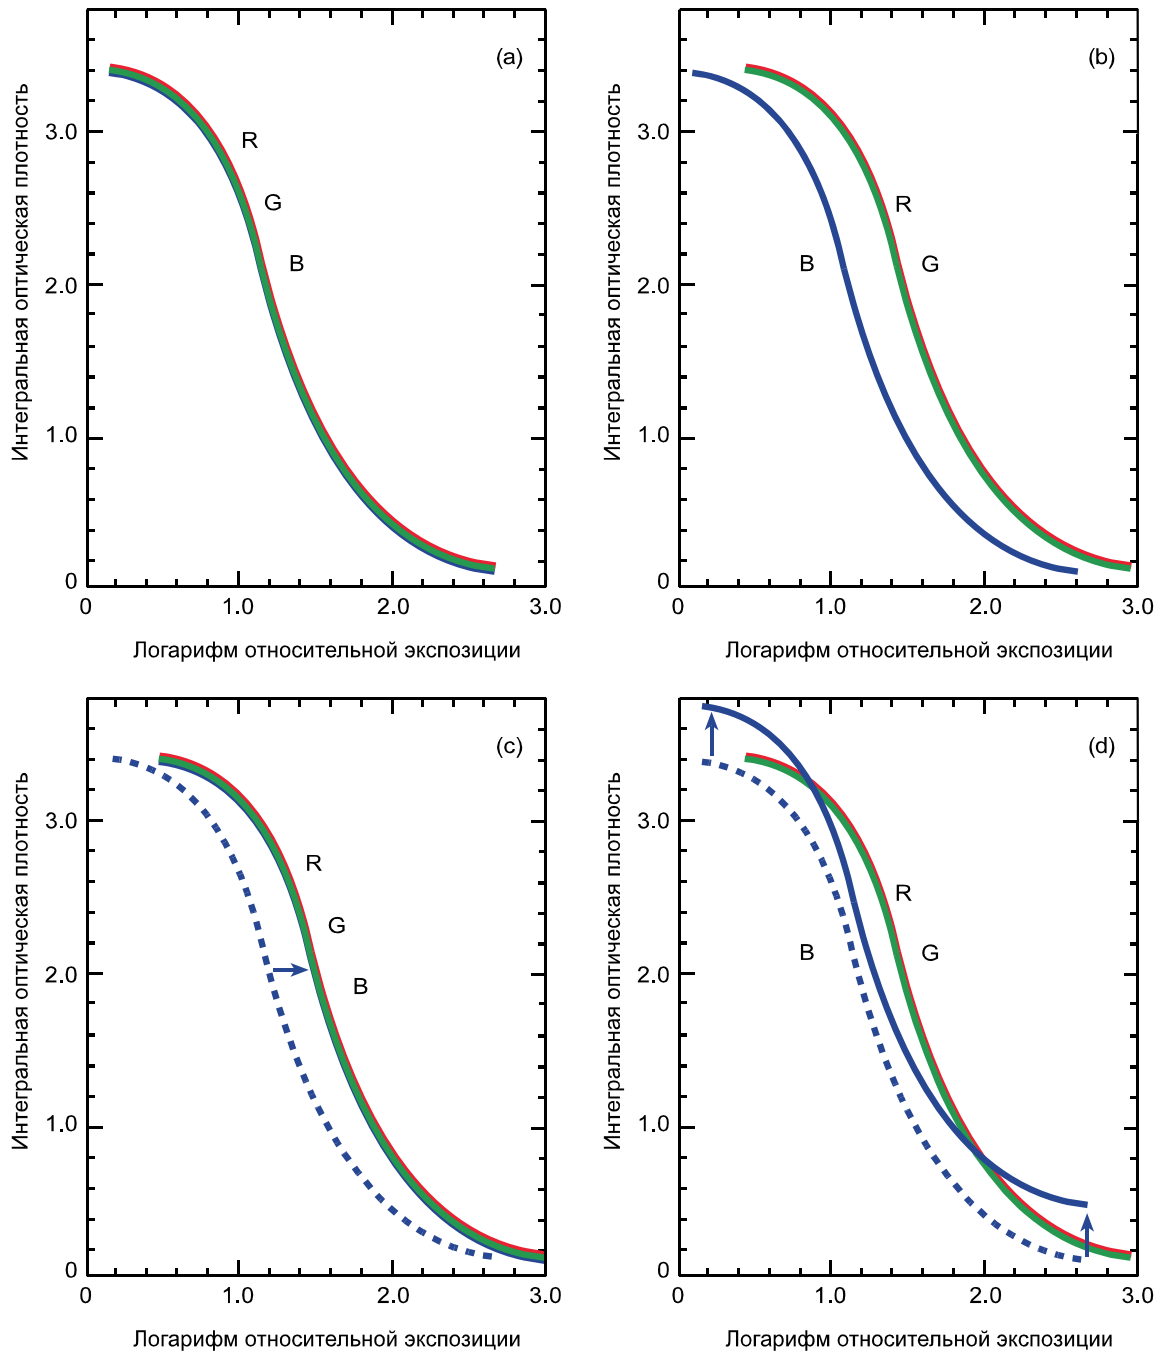 (a)
Интегральная оптическая плотность
3.0
2.0
1.0
0
R
G
B
0 1.0 2.0 3.0
Логарифм относительной экспозиции
(b)
Интегральная оптическая плотность
3.0
2.0
1.0
0
R
B G
0 1.0 2.0 3.0
Логарифм относительной экспозиции
(c)
Интегральная оптическая плотность
3.0
2.0
1.0
0
R
G
B
0 1.0 2.0 3.0
Логарифм относительной экспозиции
(d)
Интегральная оптическая плотность
3.0
2.0
1.0
0
R
B G
0 1.0 2.0 3.0
Логарифм относительной экспозиции